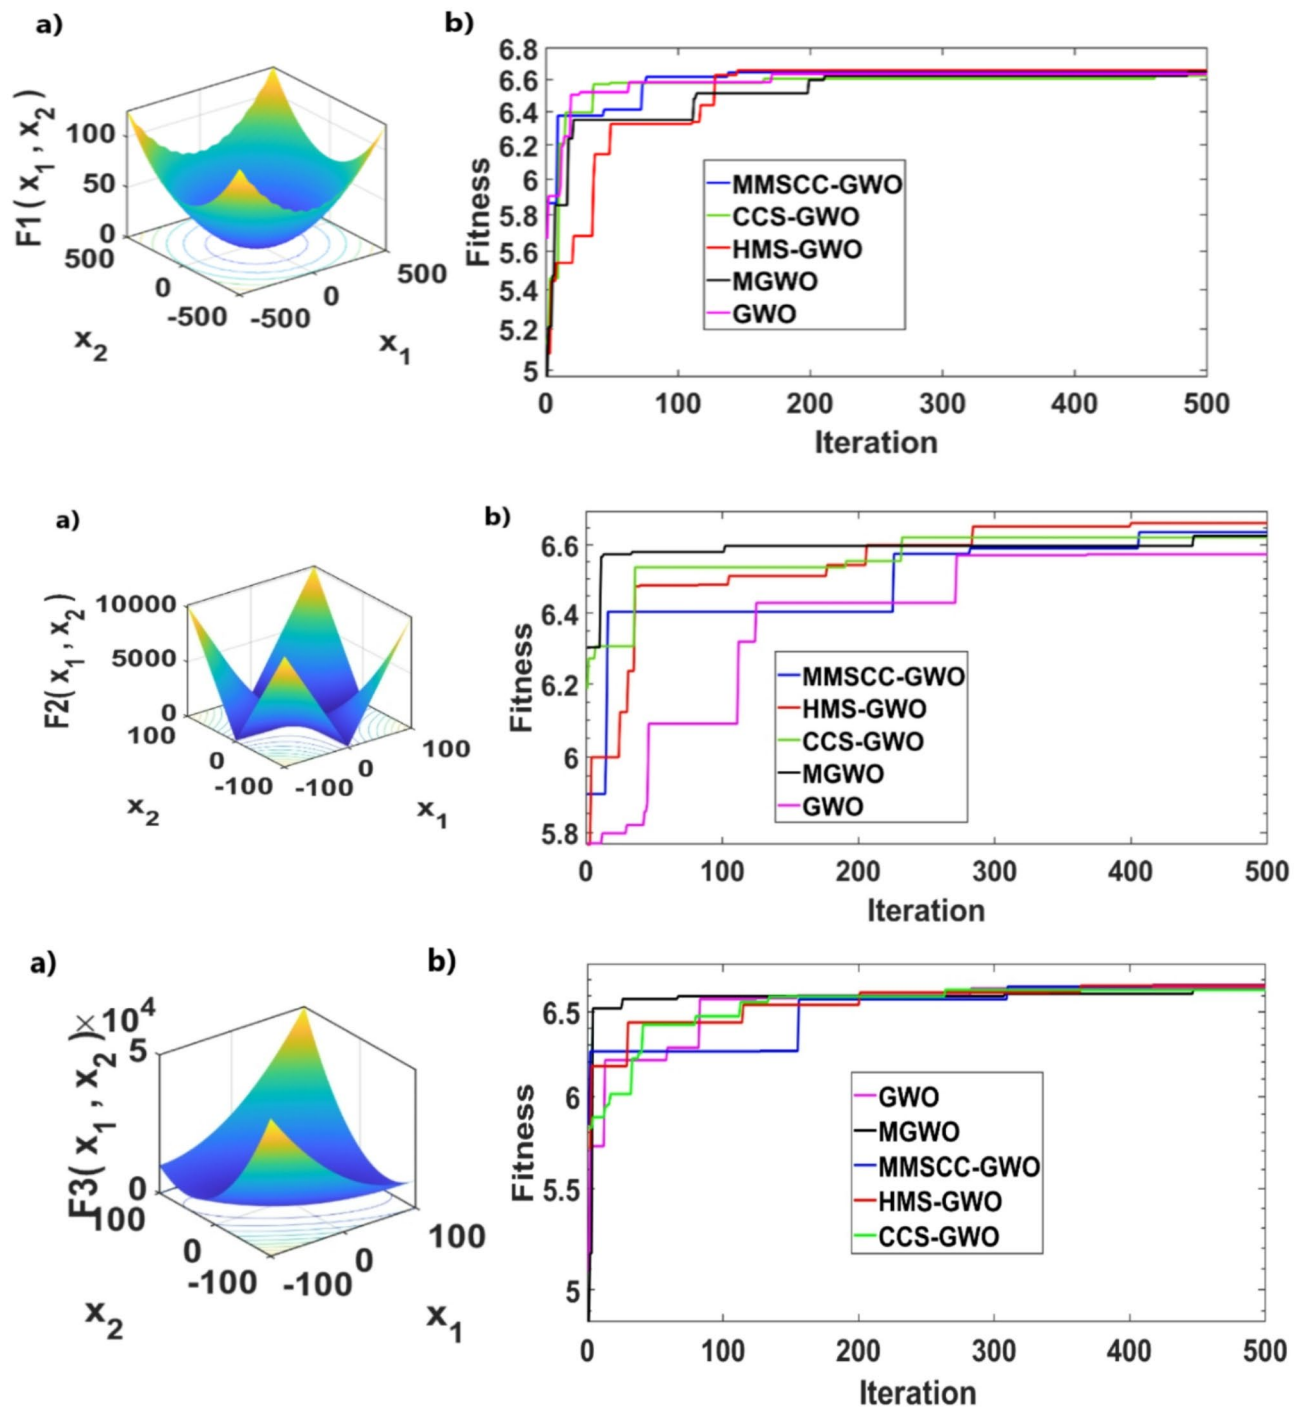 a)
F1 ( x1 , x2 )
100
50
0
500
0
-500
-500
0
500
x2
x1
b)
Fitness
6.8
6.6
6.4
6.2
6
5.8
5.6
5.4
5.2
5
MMSCC-GWO
CCS-GWO
HMS-GWO
MGWO
GWO
0 100 200 300 400 500
Iteration
a)
F2( x1 , x2 )
10000
5000
0
100
0
-100
-100
0
100
x2
x1
b)
Fitness
6.6
6.4
6.2
6
5.8
MMSCC-GWO
HMS-GWO
CCS-GWO
MGWO
GWO
0 100 200 300 400 500
Iteration
a)
F3( x1 , x2 )
×10^4
5
0
100
0
-100
-100
0
100
x2
x1
b)
Fitness
6.5
6
5.5
5
GWO
MGWO
MMSCC-GWO
HMS-GWO
CCS-GWO
0 100 200 300 400 500
Iteration